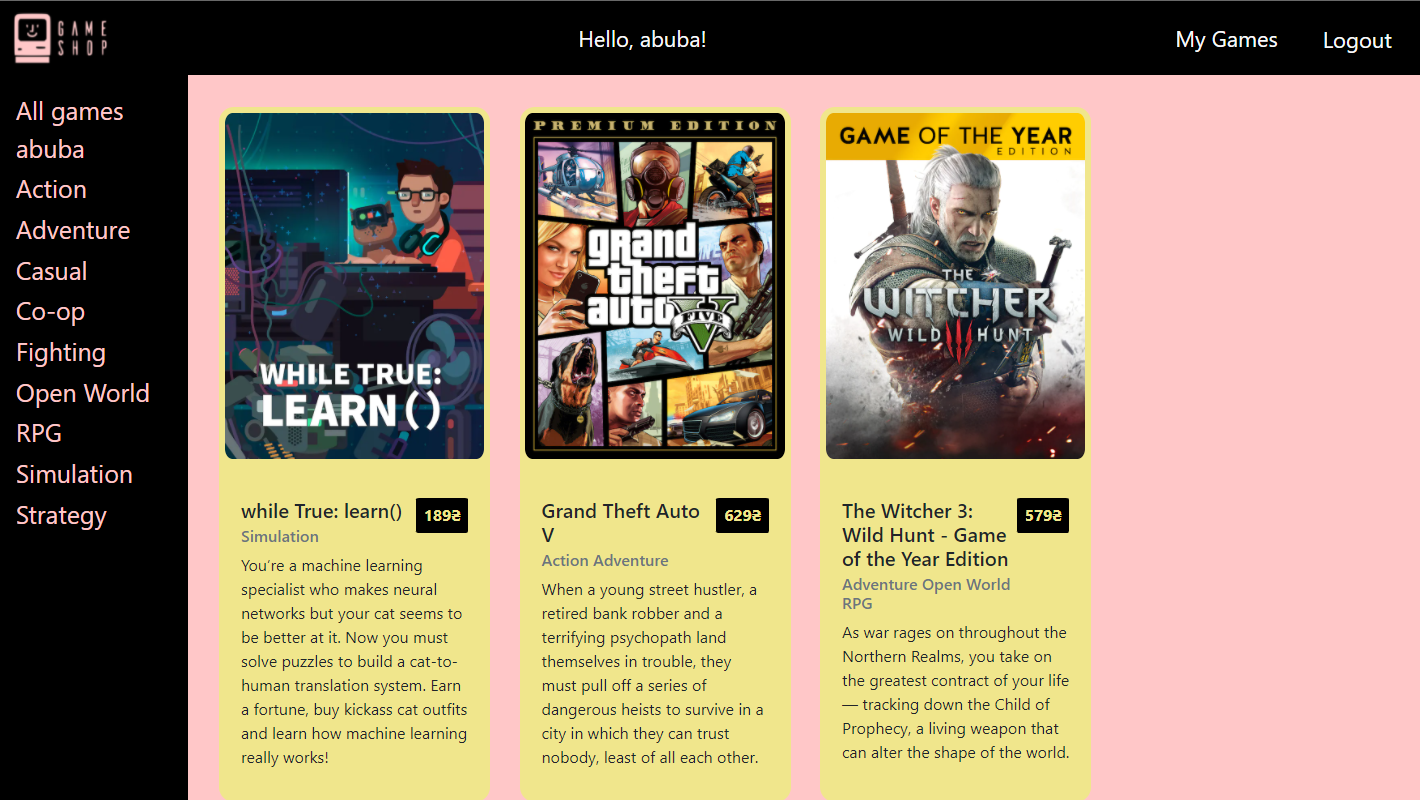 GAME
SHOP
Hello, abuba!
My Games
Logout
All games
abuba
Action
Adventure
Casual
Co-op
Fighting
Open World
RPG
Simulation
Strategy
WHILE TRUE:
LEARN()
while True: learn()
189₴
Simulation
You're a machine learning
specialist who makes neural
networks but your cat seems to
be better at it. Now you must
solve puzzles to build a cat-to-
human translation system. Earn
a fortune, buy kickass cat outfits
and learn how machine learning
really works!
PREMIUM EDITION
grand
theft
auto
FIVE
V
Grand Theft Auto
V
629₴
Action Adventure
When a young street hustler, a
retired bank robber and a
terrifying psychopath land
themselves in trouble, they
must pull off a series of
dangerous heists to survive in a
city in which they can trust
nobody, least of all each other.
GAME OF THE YEAR
EDITION
THE
WITCHER
WILD III HUNT
The Witcher 3:
Wild Hunt - Game
of the Year Edition
579₴
Adventure Open World
RPG
As war rages on throughout the
Northern Realms, you take on
the greatest contract of your life
— tracking down the Child of
Prophecy, a living weapon that
can alter the shape of the world.